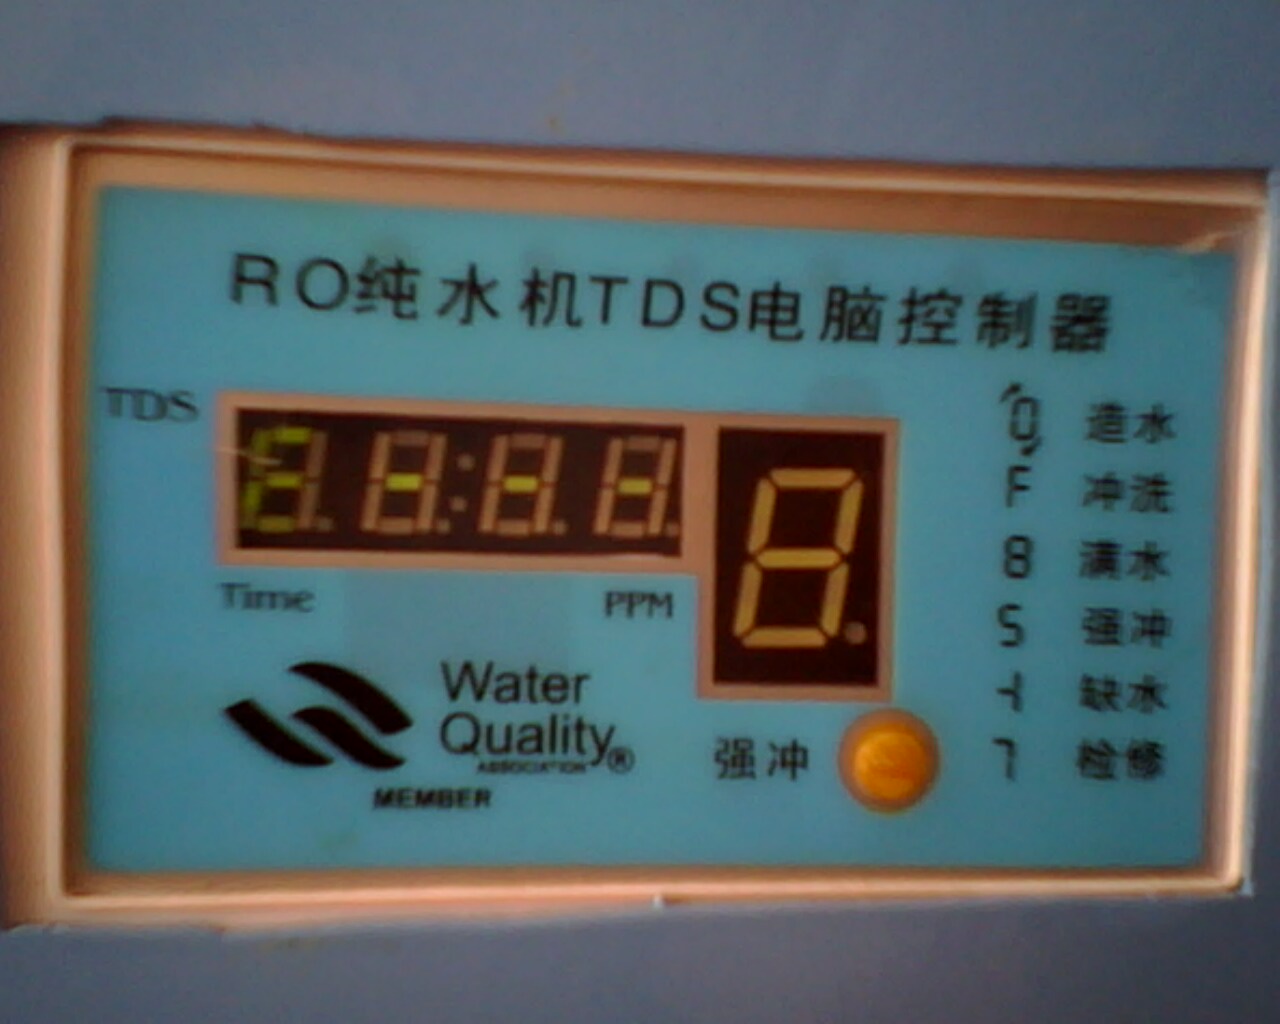 RO纯水机TDS电脑控制器
TDS
8
Time
PPM
Water
Quality®
ASSOCIATION
MEMBER
强冲
0 造水
F 冲洗
8 满水
5 强冲
缺水
7 检修